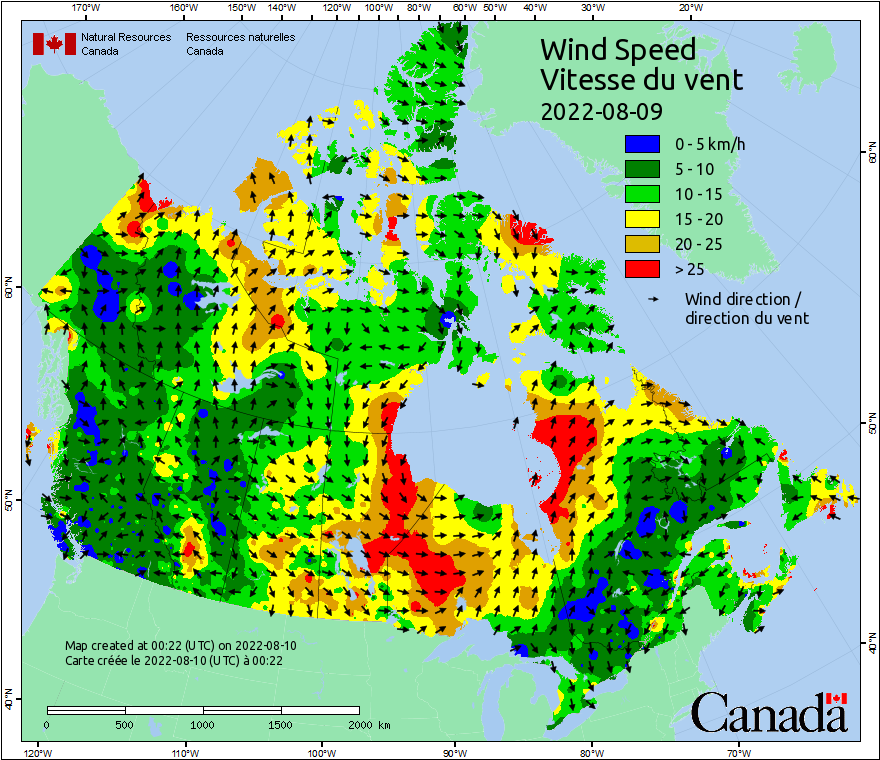 170°W 160°W 150°W 140°W 130°W 120°W 110°W 100°W 90°W 80°W 70°W 60°W 50°W 40°W 30°W 20°W
Natural Resources Canada
Ressources naturelles Canada
Wind Speed
Vitesse du vent
2022-08-09
0 - 5 km/h
5 - 10
10 - 15
15 - 20
20 - 25
> 25
Wind direction /
direction du vent
60°N
60°N
50°N
50°N
40°N
40°N
Map created at 00:22 (UTC) on 2022-08-10
Carte créée le 2022-08-10 (UTC) à 00:22
0 500 1000 1500 2000 km
Canada
120°W 110°W 100°W 90°W 80°W 70°W